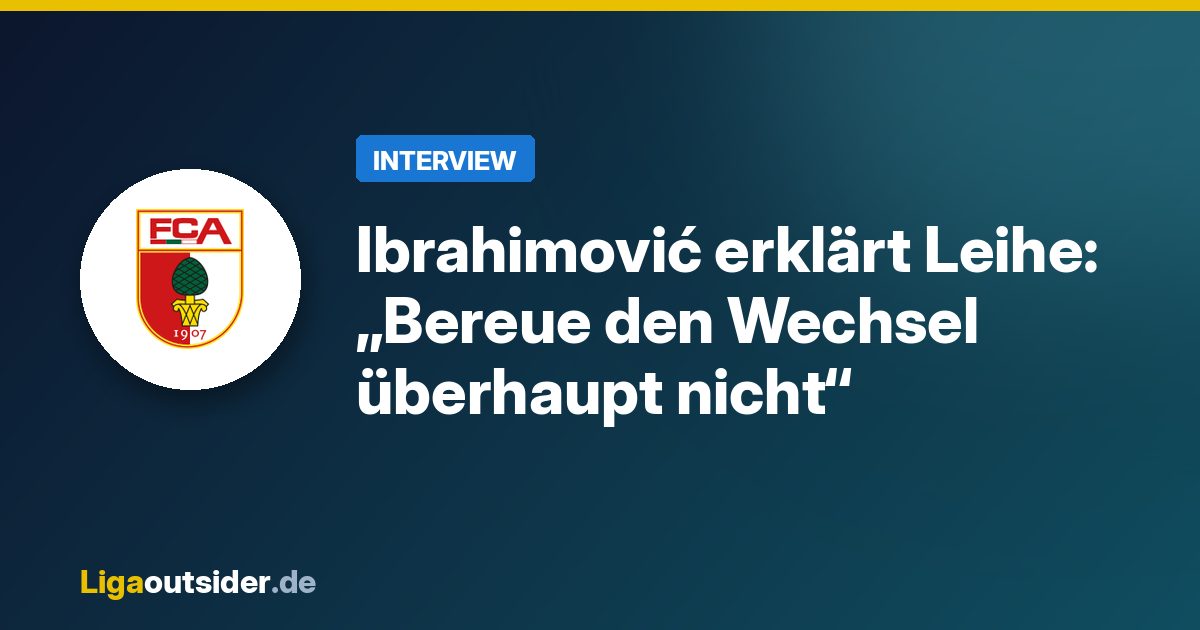 INTERVIEW
FCA
1907
Ibrahimović erklärt Leihe:
„Bereue den Wechsel
überhaupt nicht“
Ligaoutsider.de